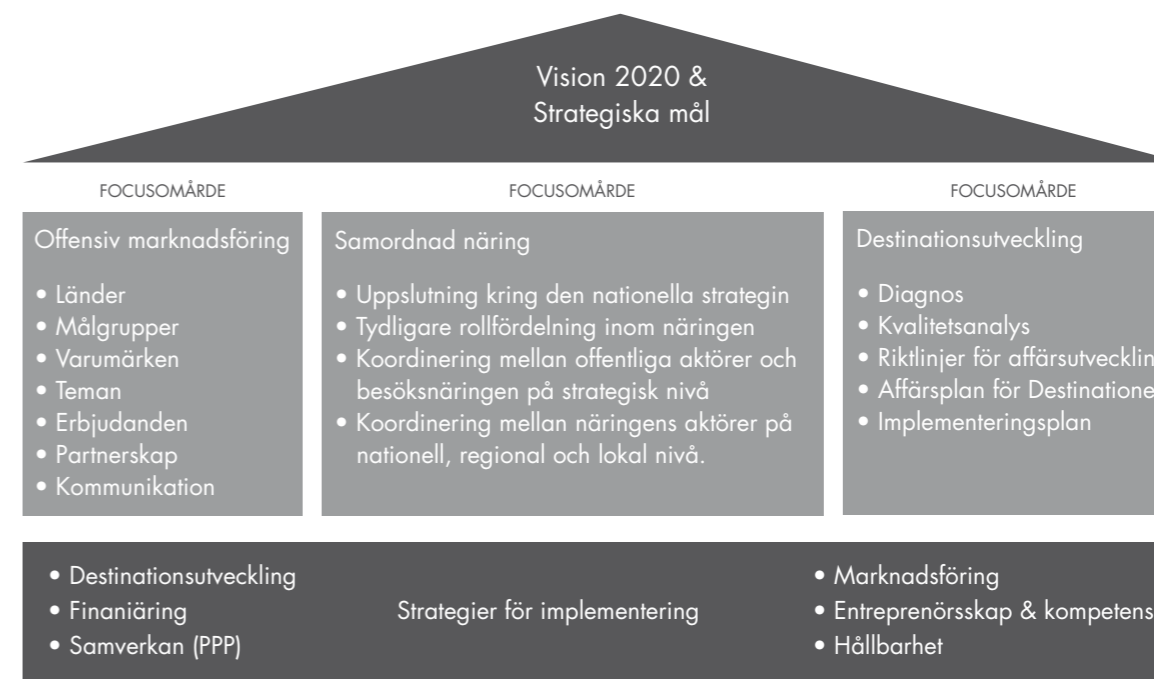 Vision 2020 &
Strategiska mål
FOCUSOMÅRDE
Offensiv marknadsföring
• Länder
• Målgrupper
• Varumärken
• Teman
• Erbjudanden
• Partnerskap
• Kommunikation
FOCUSOMÅRDE
Samordnad näring
• Uppslutning kring den nationella strategin
• Tydligare rollfördelning inom näringen
• Koordinering mellan offentliga aktörer och
besöksnäringen på strategisk nivå
• Koordinering mellan näringens aktörer på
nationell, regional och lokal nivå.
FOCUSOMÅRDE
Destinationsutveckling
• Diagnos
• Kvalitetsanalys
• Riktlinjer för affärsutvecklin
• Affärsplan för Destinatione
• Implementeringsplan
• Destinationsutveckling
• Finaniäring
• Samverkan (PPP)
Strategier för implementering
• Marknadsföring
• Entreprenörsskap & kompetens
• Hållbarhet